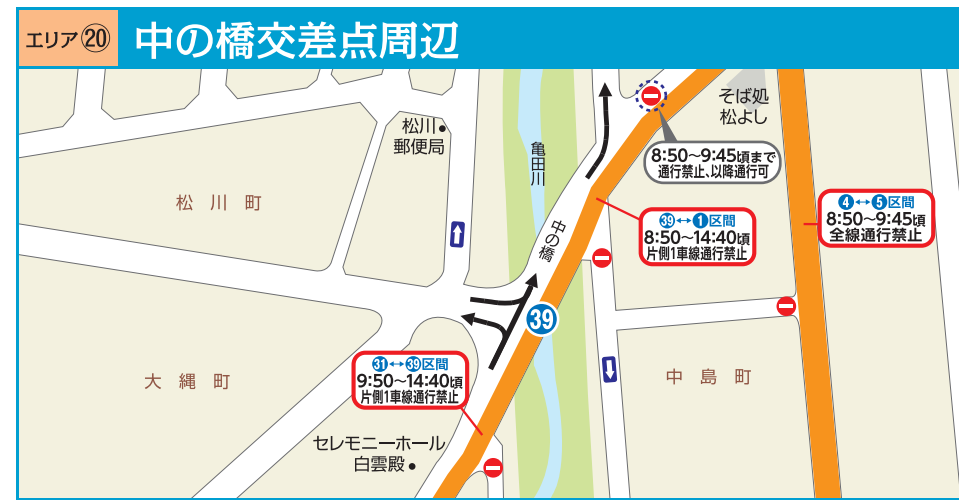 エリア⑳ 中の橋交差点周辺
そば処
松よし
松川
郵便局
亀田川
8:50～9:45頃まで
通行禁止、以降通行可
松川町
④↔⑤区間
8:50～9:45頃
全線通行禁止
㊴↔①区間
8:50～14:40頃
片側1車線通行禁止
中の橋
39
㉛↔㊴区間
9:50～14:40頃
片側1車線通行禁止
大縄町
中島町
セレモニーホール
白雲殿